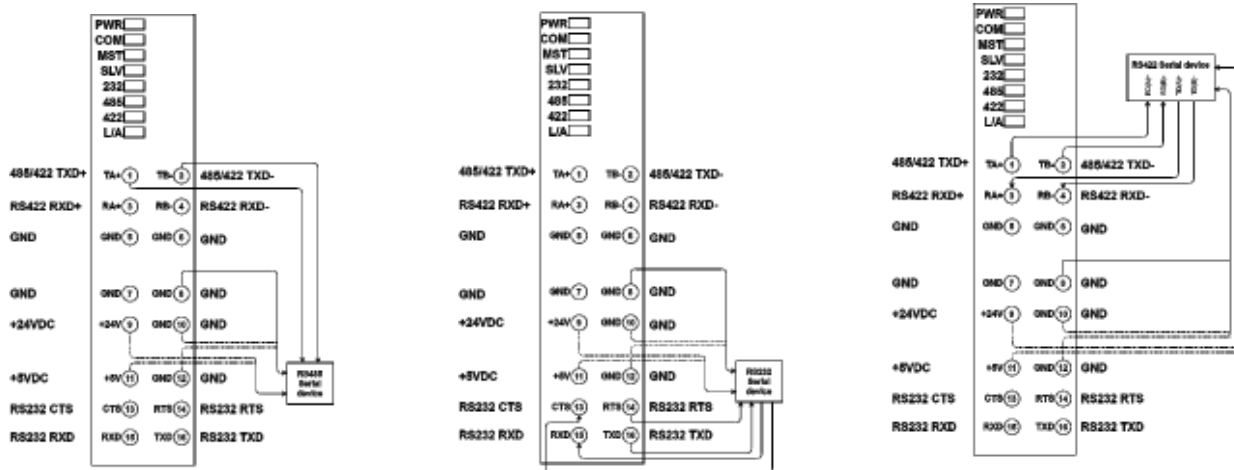 PWR
COM
MST
SLV
232
485
422
L/A
485/422 TXD+ TA+ 1 TB- 2 485/422 TXD-
RS422 RXD+ RA+ 3 RB- 4 RS422 RXD-
GND GND 5 GND 6 GND
GND GND 7 GND 8 GND
+24VDC +24V 9 GND 10 GND
+5VDC +5V 11 GND 12 GND
RS232 CTS CTS 13 RTS 14 RS232 RTS
RS232 RXD RXD 15 TXD 16 RS232 TXD
RS485
Serial
device
PWR
COM
MST
SLV
232
485
422
L/A
485/422 TXD+ TA+ 1 TB- 2 485/422 TXD-
RS422 RXD+ RA+ 3 RB- 4 RS422 RXD-
GND GND 5 GND 6 GND
GND GND 7 GND 8 GND
+24VDC +24V 9 GND 10 GND
+5VDC +5V 11 GND 12 GND
RS232 CTS CTS 13 RTS 14 RS232 RTS
RS232 RXD RXD 15 TXD 16 RS232 TXD
RS232
Serial
device
PWR
COM
MST
SLV
232
485
422
L/A
RS422 Serial device
485/422 TXD+ TA+ 1 TB- 2 485/422 TXD-
RS422 RXD+ RA+ 3 RB- 4 RS422 RXD-
GND GND 5 GND 6 GND
GND GND 7 GND 8 GND
+24VDC +24V 9 GND 10 GND
+5VDC +5V 11 GND 12 GND
RS232 CTS CTS 13 RTS 14 RS232 RTS
RS232 RXD RXD 15 TXD 16 RS232 TXD